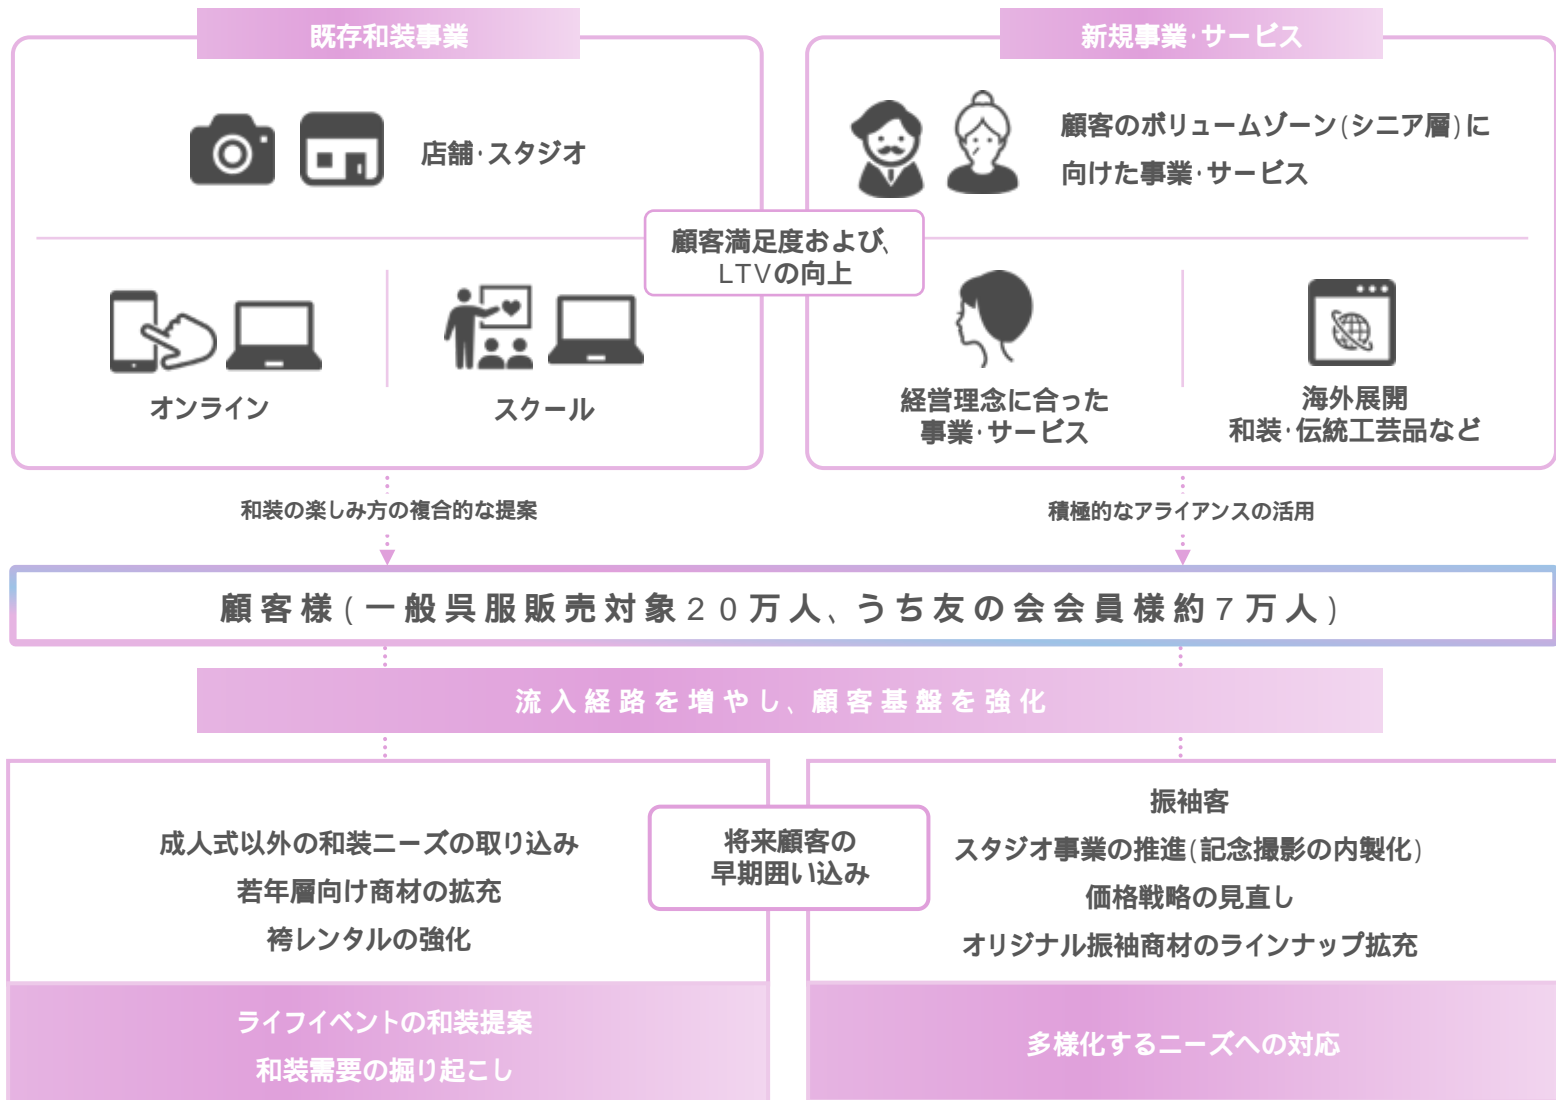 既存和装事業
新規事業・サービス
店舗・スタジオ
顧客のボリュームゾーン(シニア層)に
向けた事業・サービス
顧客満足度および、
LTVの向上
オンライン
スクール
経営理念に合った
事業・サービス
海外展開
和装・伝統工芸品など
和装の楽しみ方の複合的な提案
積極的なアライアンスの活用
顧客様(一般呉服販売対象20万人、うち友の会会員様約7万人)
流入経路を増やし、顧客基盤を強化
成人式以外の和装ニーズの取り込み
若年層向け商材の拡充
袴レンタルの強化
将来顧客の
早期囲い込み
振袖客
スタジオ事業の推進(記念撮影の内製化)
価格戦略の見直し
オリジナル振袖商材のラインナップ拡充
ライフイベントの和装提案
和装需要の掘り起こし
多様化するニーズへの対応